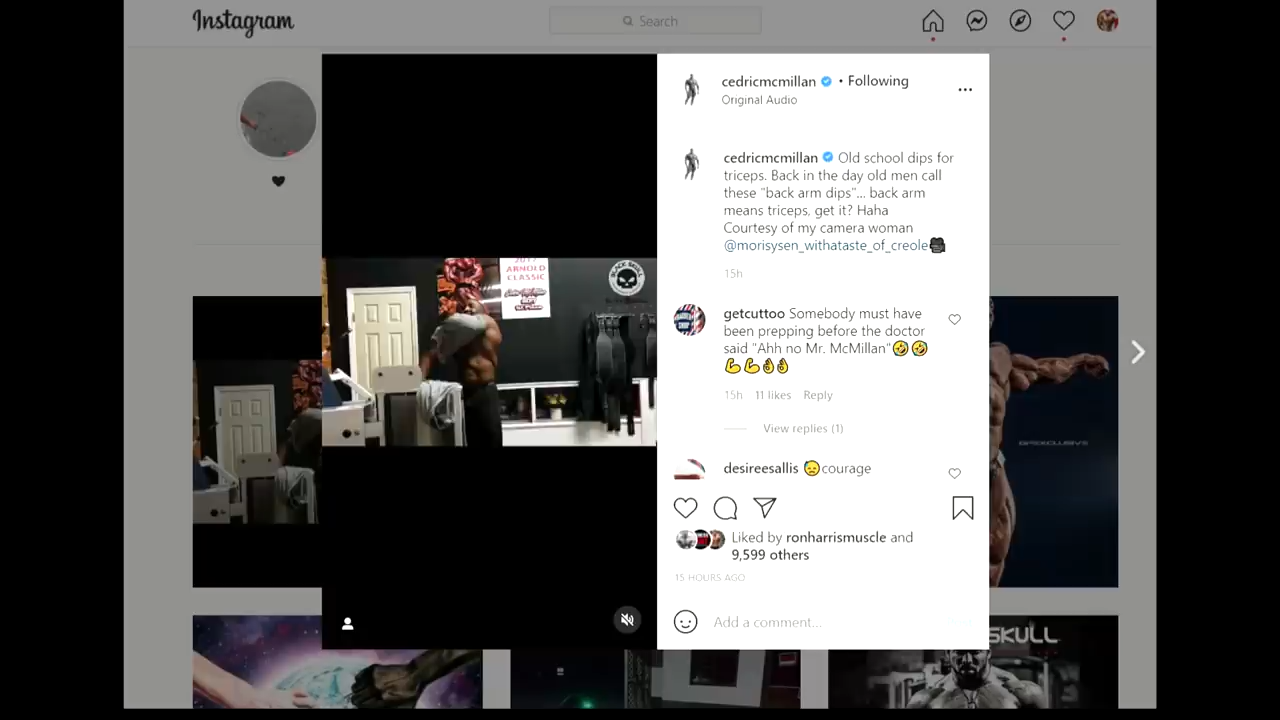 Instagram
Search
cedricmcmillan • Following
Original Audio
cedricmcmillan Old school dips for
triceps. Back in the day old men call
these "back arm dips"... back arm
means triceps, get it? Haha
Courtesy of my camera woman
@morisysen_withataste_of_creole🎥
15h
getcuttoo Somebody must have
been prepping before the doctor
said "Ahh no Mr. McMillan"🤣🤣
💪💪👌👌
15h 11 likes Reply
View replies (1)
desireesallis 😓courage
Liked by ronharrismuscle and
9,599 others
15 HOURS AGO
Add a comment...
2017
ARNOLD
CLASSIC
BLACK SKULL
SKULL